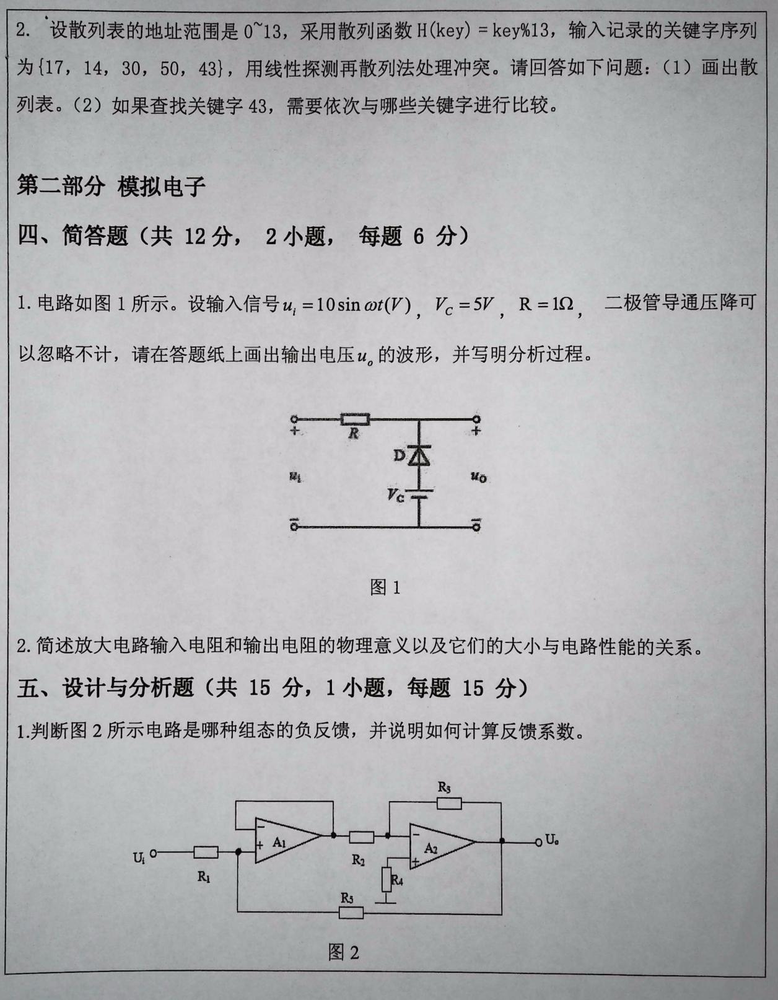 2. 设散列表的地址范围是 0~13，采用散列函数 H(key) = key%13，输入记录的关键字序列
为{17，14，30，50，43}，用线性探测再散列法处理冲突。请回答如下问题：（1）画出散
列表。（2）如果查找关键字 43，需要依次与哪些关键字进行比较。
第二部分 模拟电子
四、简答题（共 12 分， 2 小题， 每题 6 分）
1. 电路如图 1 所示。设输入信号 u_i = 10 sin ωt(V)，V_C = 5V，R = 1Ω， 二极管导通压降可
以忽略不计，请在答题纸上画出输出电压 u_o 的波形，并写明分析过程。
+ R +
D
u_i u_O
V_C
- -
图 1
2. 简述放大电路输入电阻和输出电阻的物理意义以及它们的大小与电路性能的关系。
五、设计与分析题（共 15 分，1 小题，每题 15 分）
1.判断图 2 所示电路是哪种组态的负反馈，并说明如何计算反馈系数。
R3
- + A1 - + A2
U_i U_o
R1 R2 R4
R5
图 2